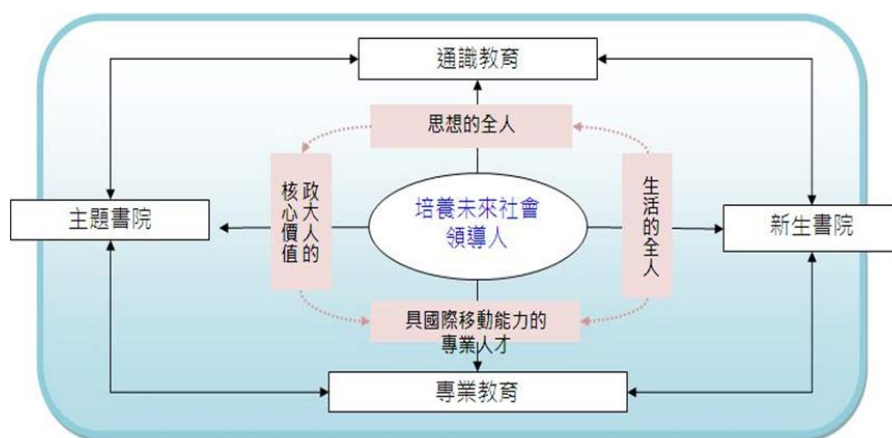 通識教育
思想的全人
政大人的
核心價值
生活的全人
主題書院
培養未來社會
領導人
新生書院
具國際移動能力的
專業人才
專業教育